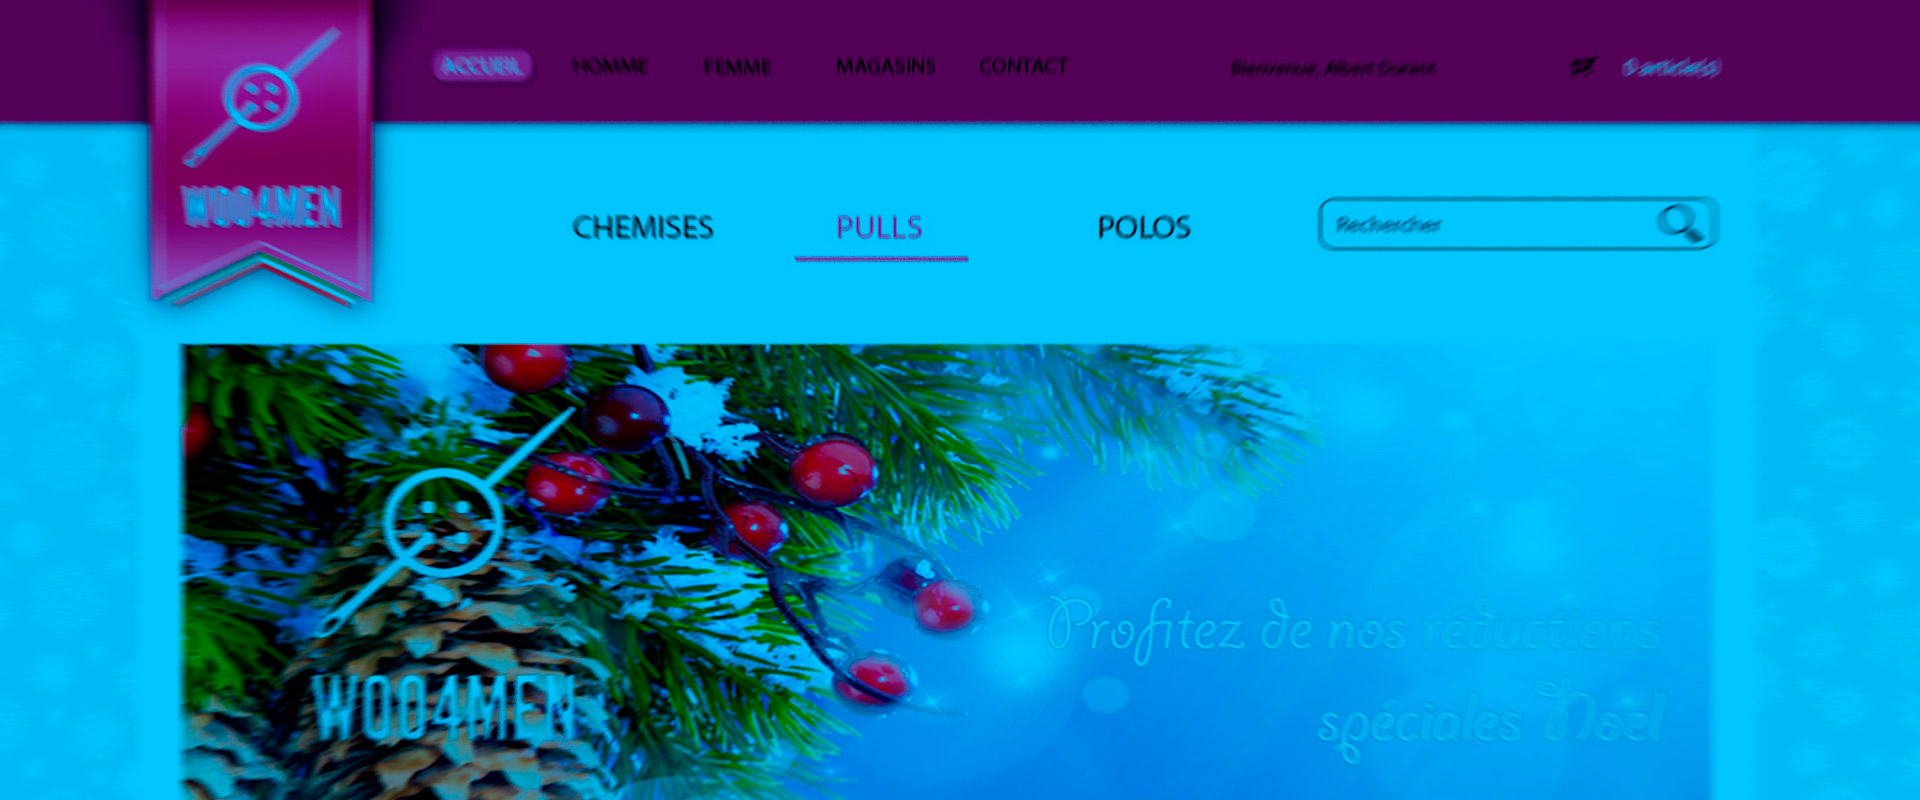 ACCUEIL HOMME FEMME MAGASINS CONTACT Bienvenue, Albert Durant 0 article(s)
WOO4MEN
CHEMISES PULLS POLOS Rechercher
Profitez de nos réductions
spéciales Noël
WOO4MEN